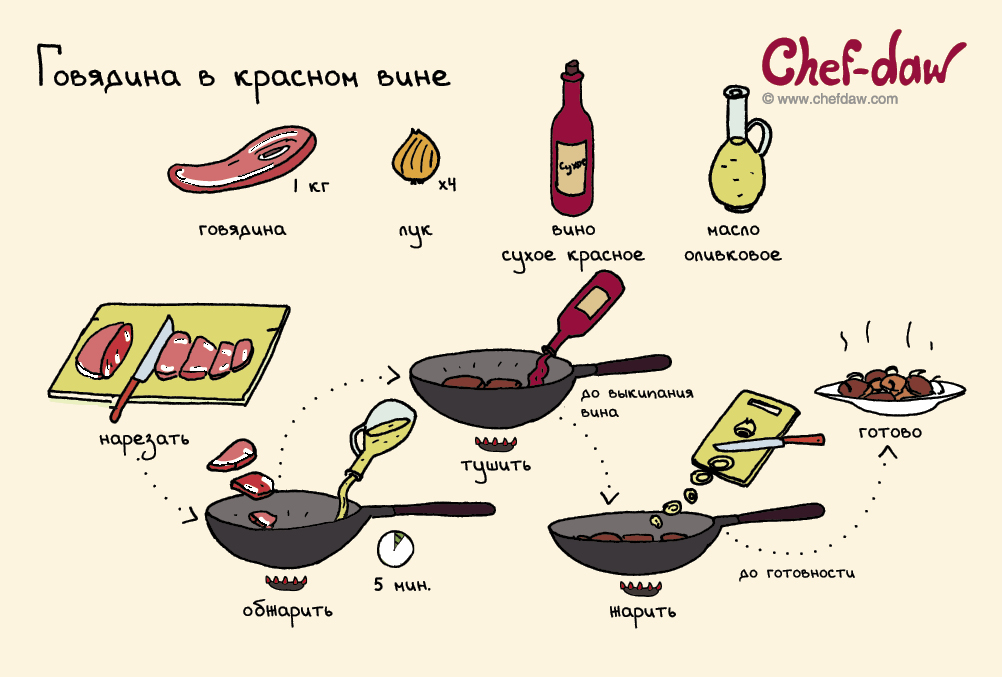 Говядина в красном вине
Chef-daw
© www.chefdaw.com
1 кг
x4
Сухое
говядина
лук
вино
сухое красное
масло
оливковое
нарезать
обжарить
5 мин.
тушить
до выкипания
вина
жарить
до готовности
готово